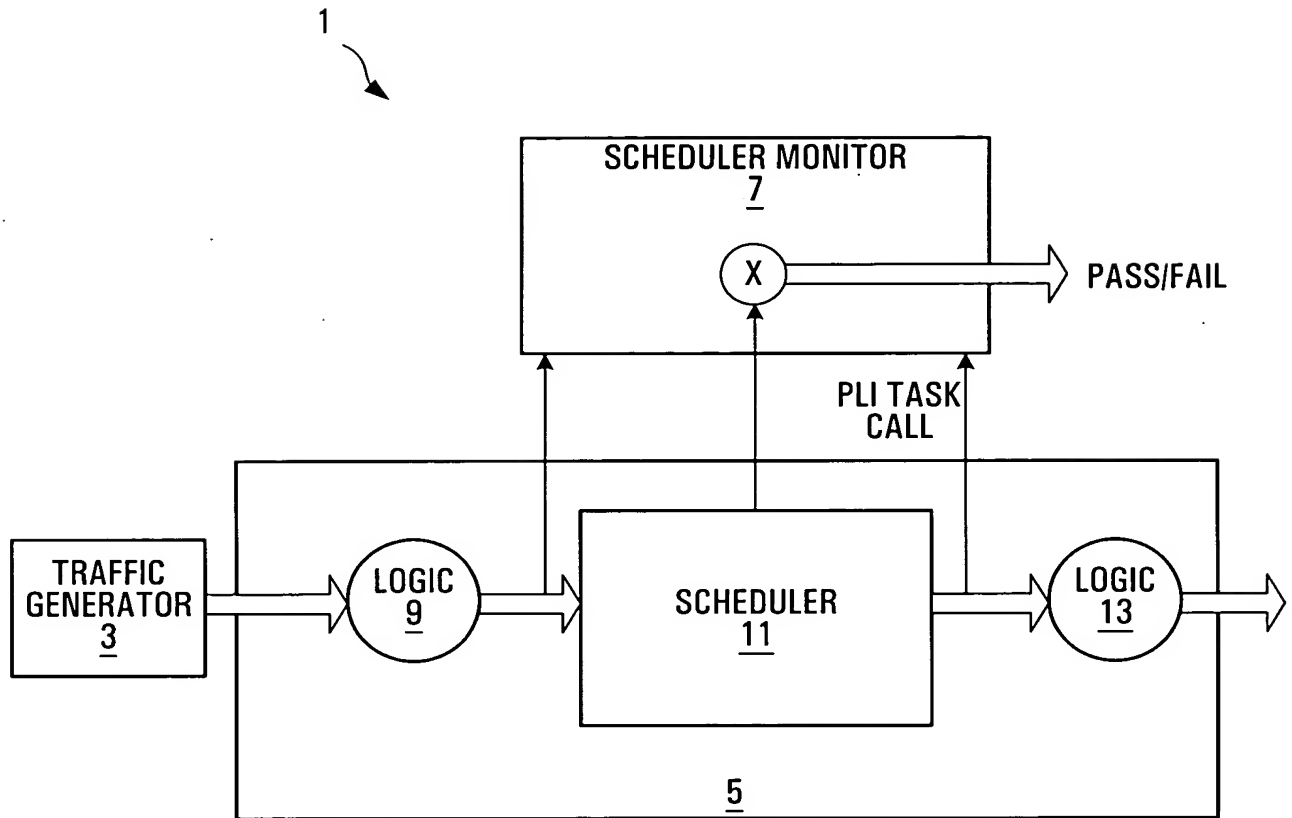 1
SCHEDULER MONITOR
7
X
PASS/FAIL
PLI TASK
CALL
TRAFFIC
GENERATOR
3
LOGIC
9
SCHEDULER
11
LOGIC
13
5